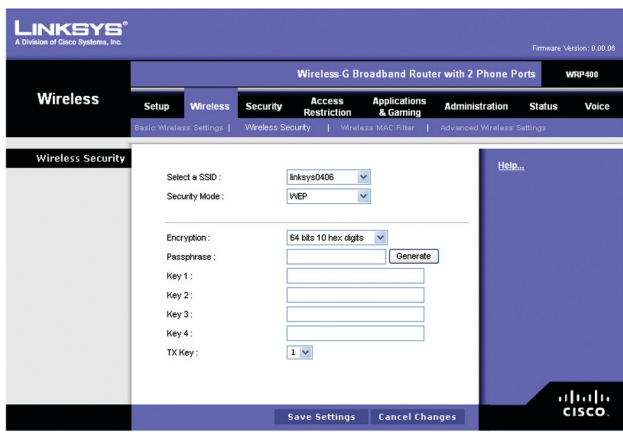 LINKSYS®
A Division of Cisco Systems, Inc.
Firmware Version: 0.00.06
Wireless-G Broadband Router with 2 Phone Ports WRP400
Wireless
Setup Wireless Security Access Restriction Applications & Gaming Administration Status Voice
Basic Wireless Settings | Wireless Security | Wireless MAC Filter | Advanced Wireless Settings
Wireless Security
Help...
Select a SSID : linksys0406
Security Mode : WEP
Encryption : 64 bits 10 hex digits
Passphrase : Generate
Key 1 :
Key 2 :
Key 3 :
Key 4 :
TX Key : 1
Save Settings Cancel Changes
CISCO.